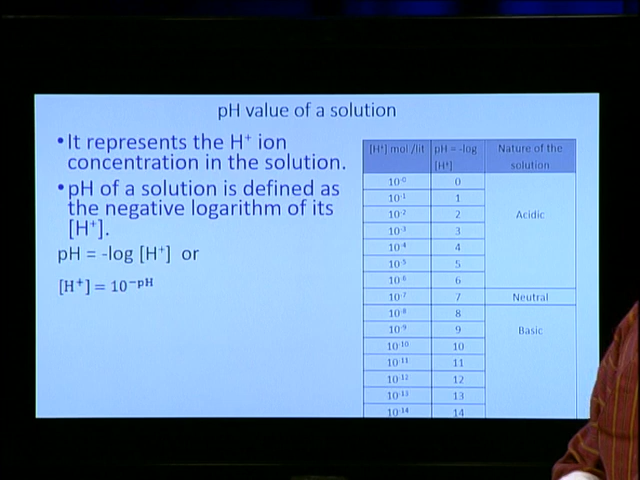 pH value of a solution
• It represents the H⁺ ion
concentration in the solution.
• pH of a solution is defined as
the negative logarithm of its
[H⁺].
pH = -log [H⁺] or
[H⁺] = 10⁻ᵖᴴ
[H⁺] mol /lit pH = -log [H⁺] Nature of the solution
10⁻⁰ 0
10⁻¹ 1
10⁻² 2 Acidic
10⁻³ 3
10⁻⁴ 4
10⁻⁵ 5
10⁻⁶ 6
10⁻⁷ 7 Neutral
10⁻⁸ 8
10⁻⁹ 9 Basic
10⁻¹⁰ 10
10⁻¹¹ 11
10⁻¹² 12
10⁻¹³ 13
10⁻¹⁴ 14